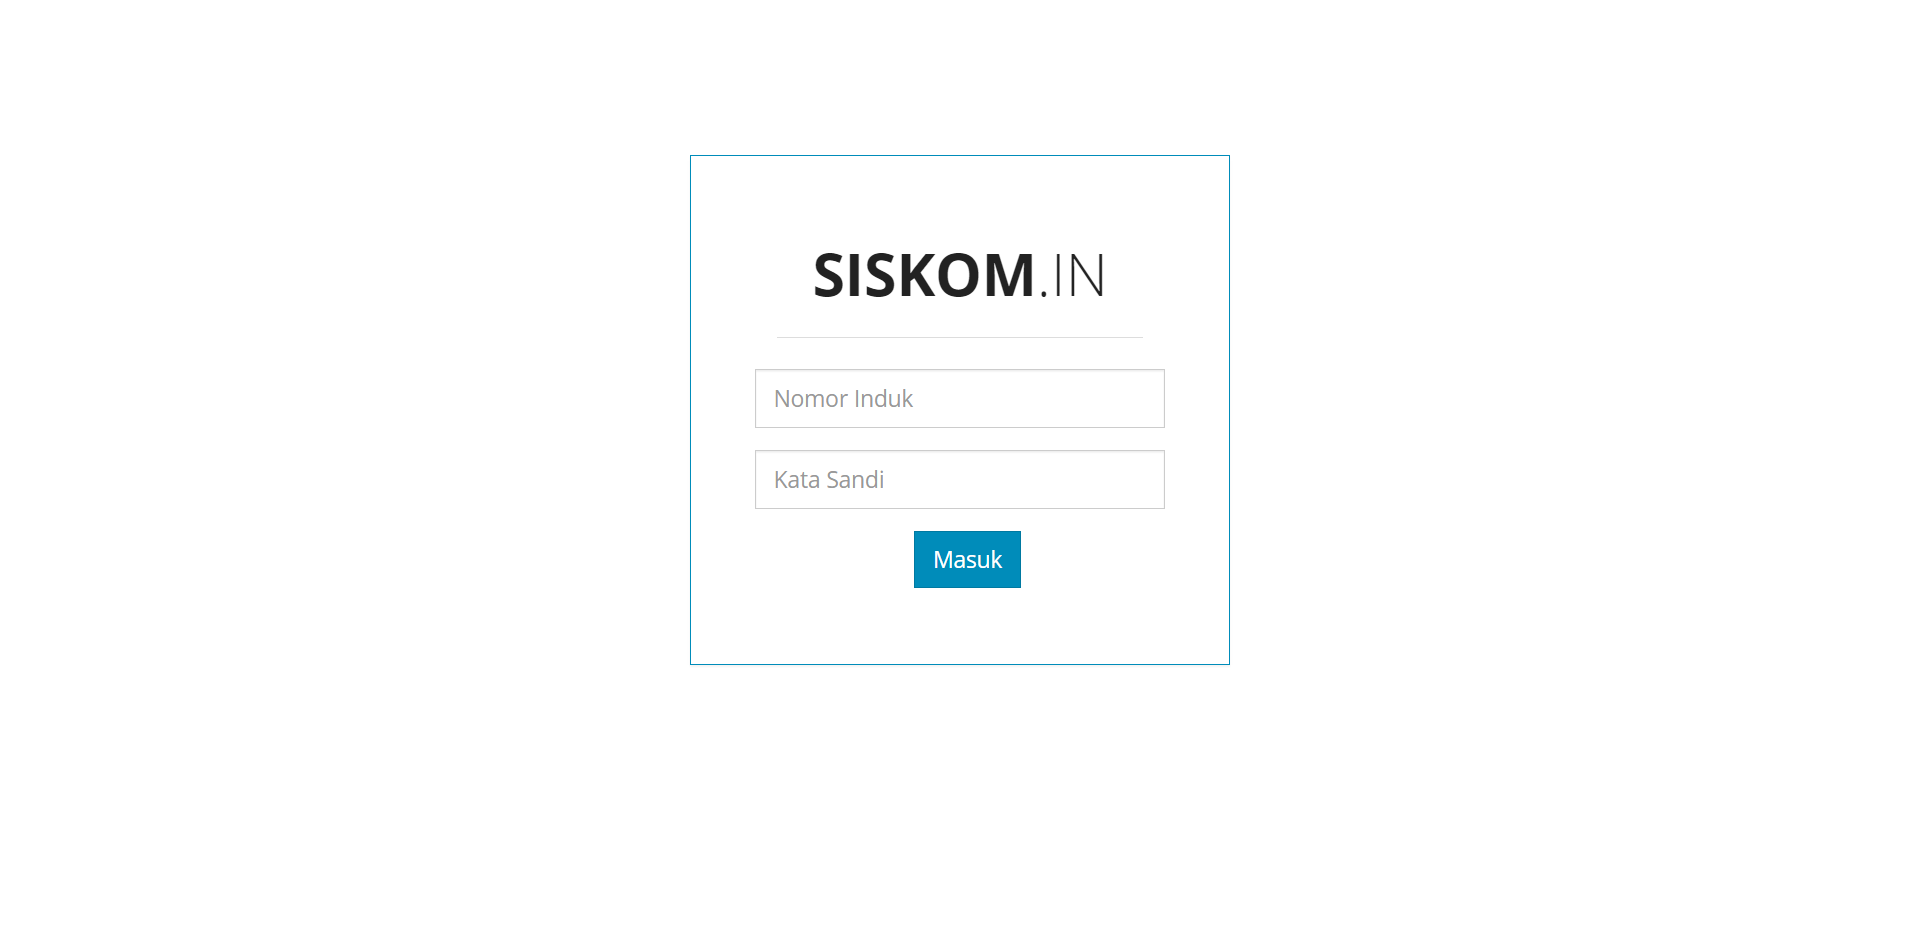 SISKOM.IN
Nomor Induk
Kata Sandi
Masuk